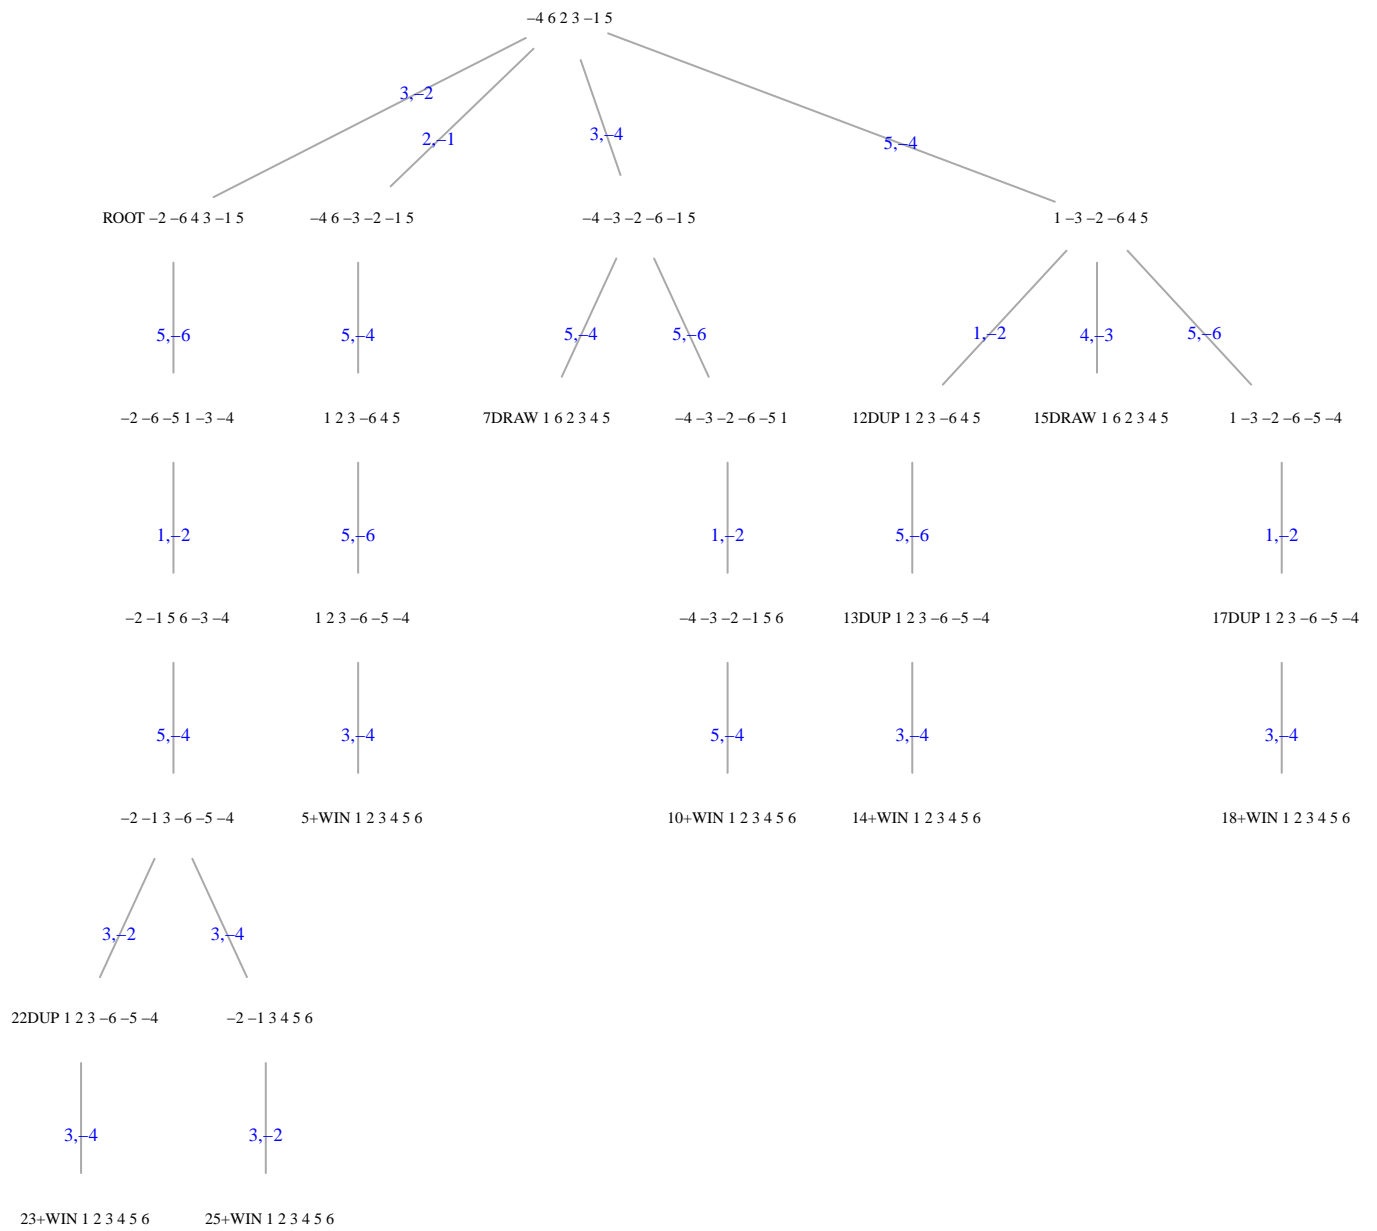 −4 6 2 3 −1 5
3,−2
2,−1
3,−4
5,−4
ROOT −2 −6 4 3 −1 5
−4 6 −3 −2 −1 5
−4 −3 −2 −6 −1 5
1 −3 −2 −6 4 5
5,−6
5,−4
5,−4
5,−6
1,−2
4,−3
5,−6
−2 −6 −5 1 −3 −4
1 2 3 −6 4 5
7DRAW 1 6 2 3 4 5
−4 −3 −2 −6 −5 1
12DUP 1 2 3 −6 4 5
15DRAW 1 6 2 3 4 5
1 −3 −2 −6 −5 −4
1,−2
5,−6
1,−2
5,−6
1,−2
−2 −1 5 6 −3 −4
1 2 3 −6 −5 −4
−4 −3 −2 −1 5 6
13DUP 1 2 3 −6 −5 −4
17DUP 1 2 3 −6 −5 −4
5,−4
3,−4
5,−4
3,−4
3,−4
−2 −1 3 −6 −5 −4
5+WIN 1 2 3 4 5 6
10+WIN 1 2 3 4 5 6
14+WIN 1 2 3 4 5 6
18+WIN 1 2 3 4 5 6
3,−2
3,−4
22DUP 1 2 3 −6 −5 −4
−2 −1 3 4 5 6
3,−4
3,−2
23+WIN 1 2 3 4 5 6
25+WIN 1 2 3 4 5 6